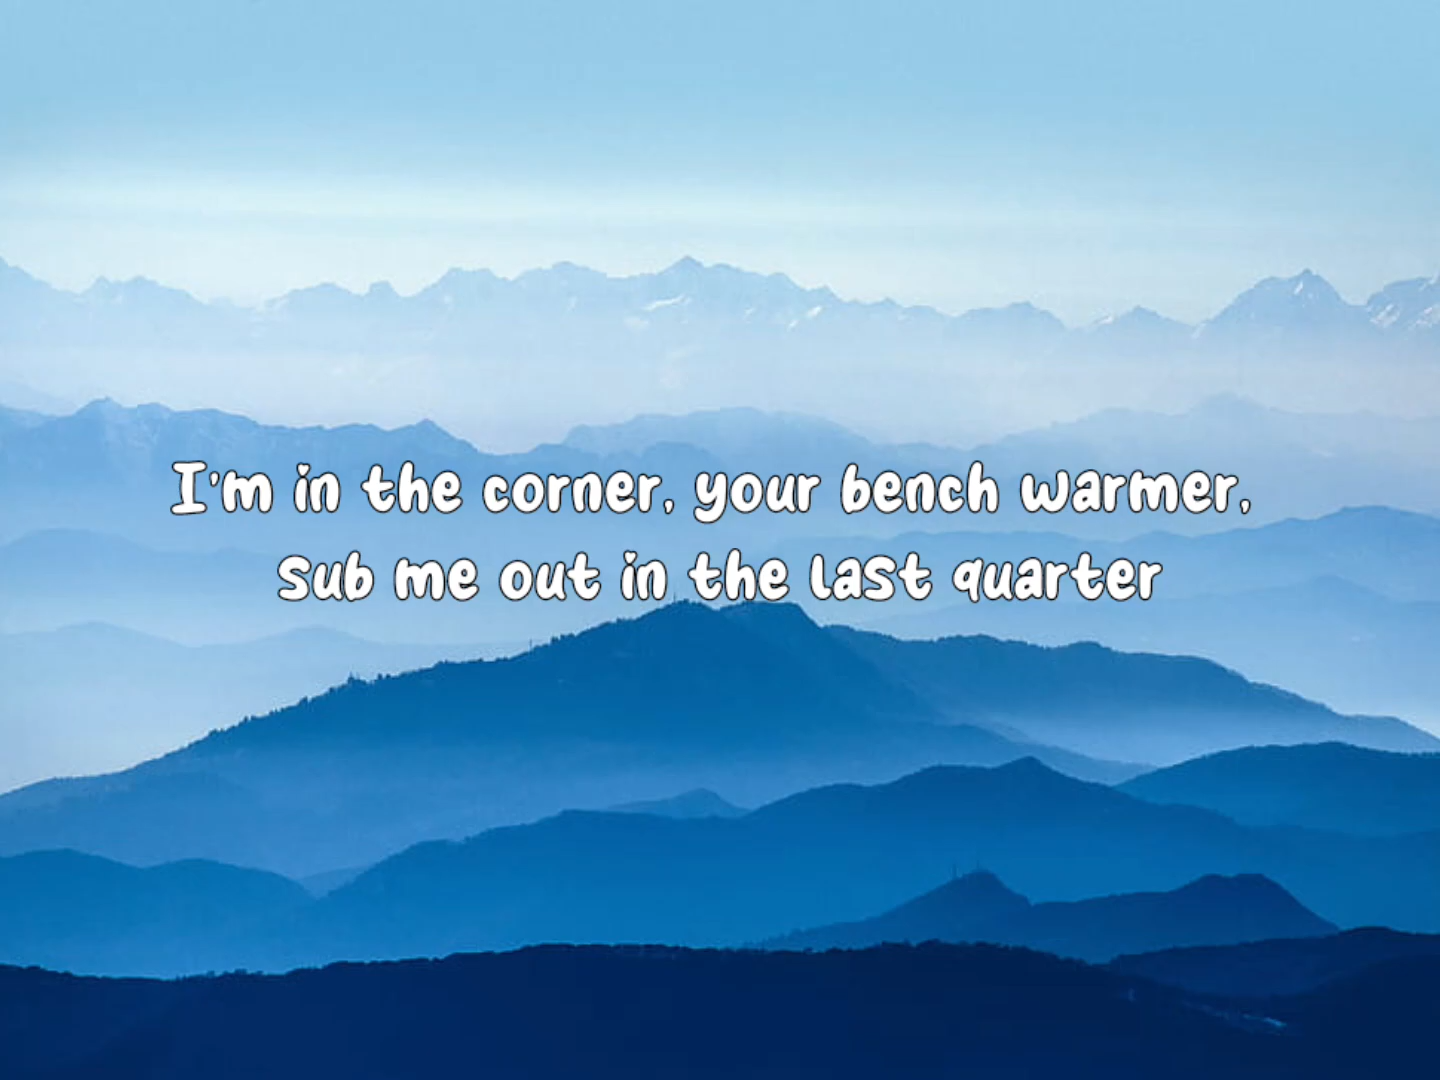 I'm in the corner, your bench warmer,
sub me out in the last quarter